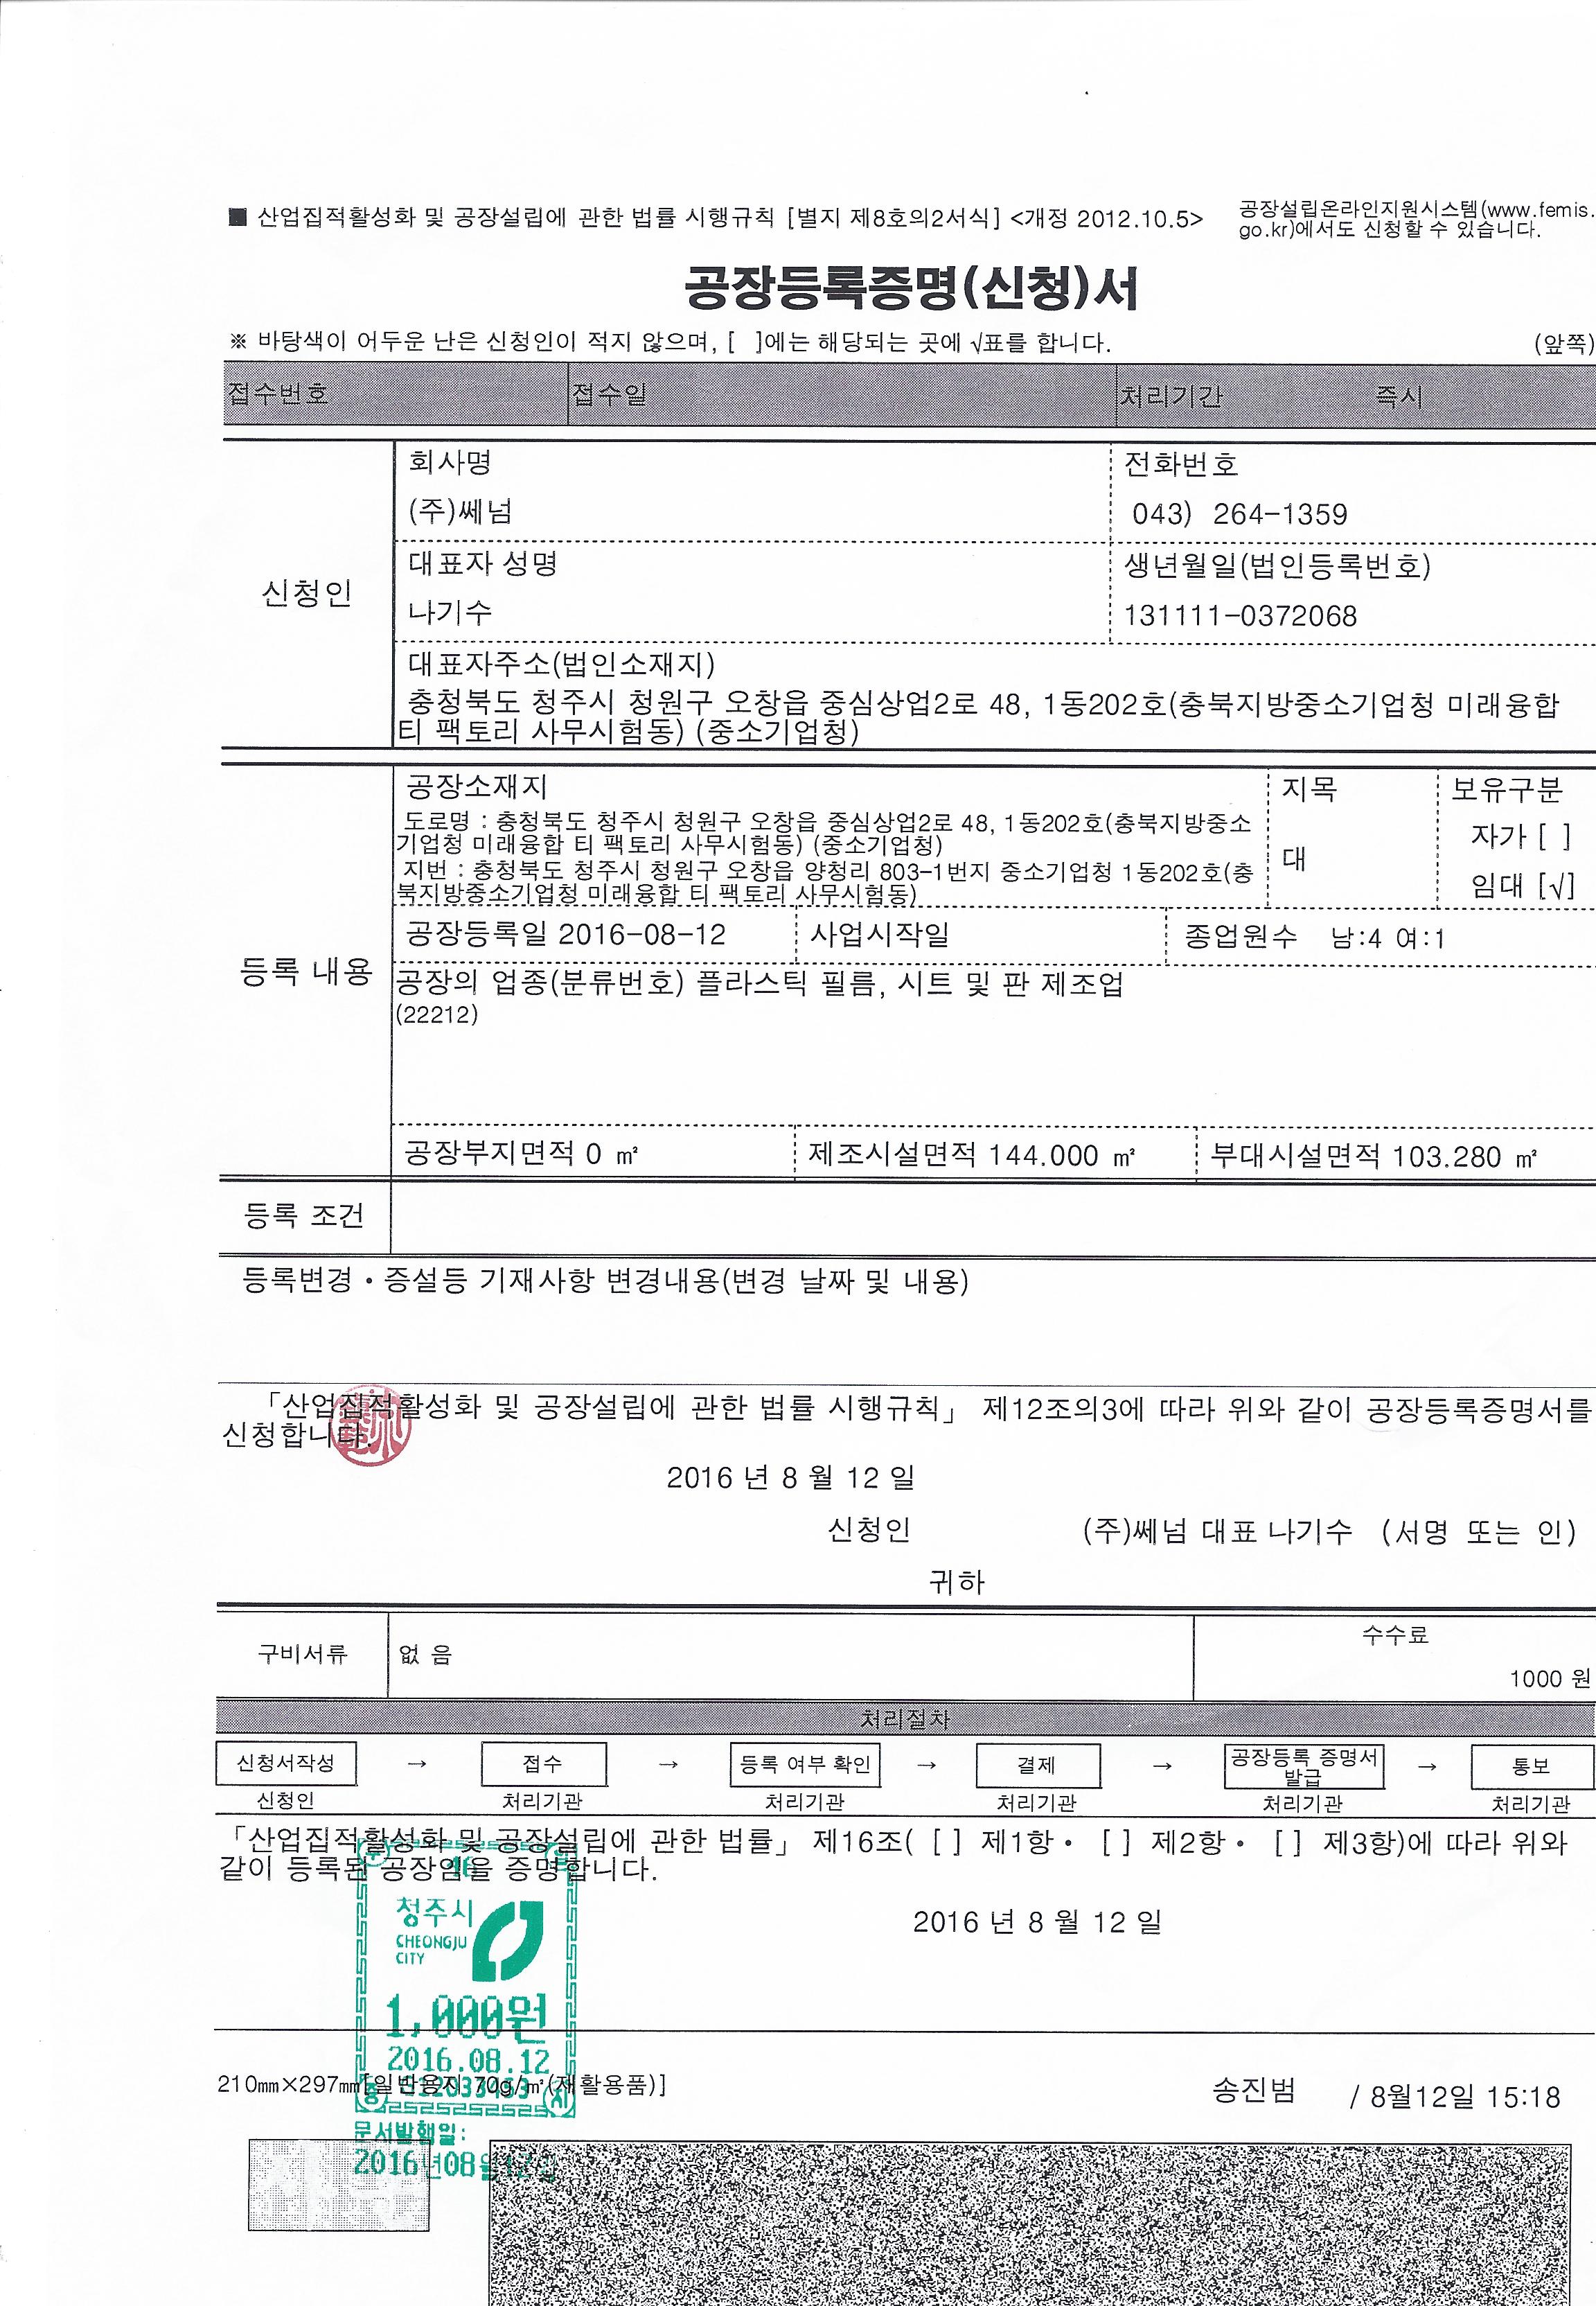 ■ 산업집적활성화 및 공장설립에 관한 법률 시행규칙 [별지 제8호의2서식] <개정 2012.10.5>
공장설립온라인지원시스템(www.femis.
go.kr)에서도 신청할 수 있습니다.
공장등록증명(신청)서
※ 바탕색이 어두운 난은 신청인이 적지 않으며, [ ]에는 해당되는 곳에 √표를 합니다. (앞쪽)
접수번호 접수일 처리기간 즉시
신청인
회사명 전화번호
(주)쎄넘 043) 264-1359
대표자 성명 생년월일(법인등록번호)
나기수 131111-0372068
대표자주소(법인소재지)
충청북도 청주시 청원구 오창읍 중심상업2로 48, 1동202호(충북지방중소기업청 미래융합
티 팩토리 사무시험동) (중소기업청)
등록 내용
공장소재지 지목 보유구분
도로명 : 충청북도 청주시 청원구 오창읍 중심상업2로 48, 1동202호(충북지방중소
기업청 미래융합 티 팩토리 사무시험동) (중소기업청)
지번 : 충청북도 청주시 청원구 오창읍 양청리 803-1번지 중소기업청 1동202호(충
북지방중소기업청 미래융합 티 팩토리 사무시험동)
대
자가 [ ]
임대 [√]
공장등록일 2016-08-12 사업시작일 종업원수 남:4 여:1
공장의 업종(분류번호) 플라스틱 필름, 시트 및 판 제조업
(22212)
공장부지면적 0 ㎡ 제조시설면적 144.000 ㎡ 부대시설면적 103.280 ㎡
등록 조건
등록변경·증설등 기재사항 변경내용(변경 날짜 및 내용)
「산업집적활성화 및 공장설립에 관한 법률 시행규칙」 제12조의3에 따라 위와 같이 공장등록증명서를
신청합니다.
2016 년 8 월 12 일
신청인 (주)쎄넘 대표 나기수 (서명 또는 인)
귀하
구비서류 없 음 수수료
1000 원
처리절차
신청서작성 → 접수 → 등록 여부 확인 → 결제 → 공장등록 증명서 발급 → 통보
신청인 처리기관 처리기관 처리기관 처리기관 처리기관
「산업집적활성화 및 공장설립에 관한 법률」 제16조( [ ] 제1항· [ ] 제2항· [ ] 제3항)에 따라 위와
같이 등록된 공장임을 증명합니다.
2016 년 8 월 12 일
청주시
CHEONGJU
CITY
1,000원
2016.08.12
210㎜×297㎜[일반용지 70g/㎡(재활용품)]
송진범 / 8월12일 15:18
문서발행일:
2016년08월12일